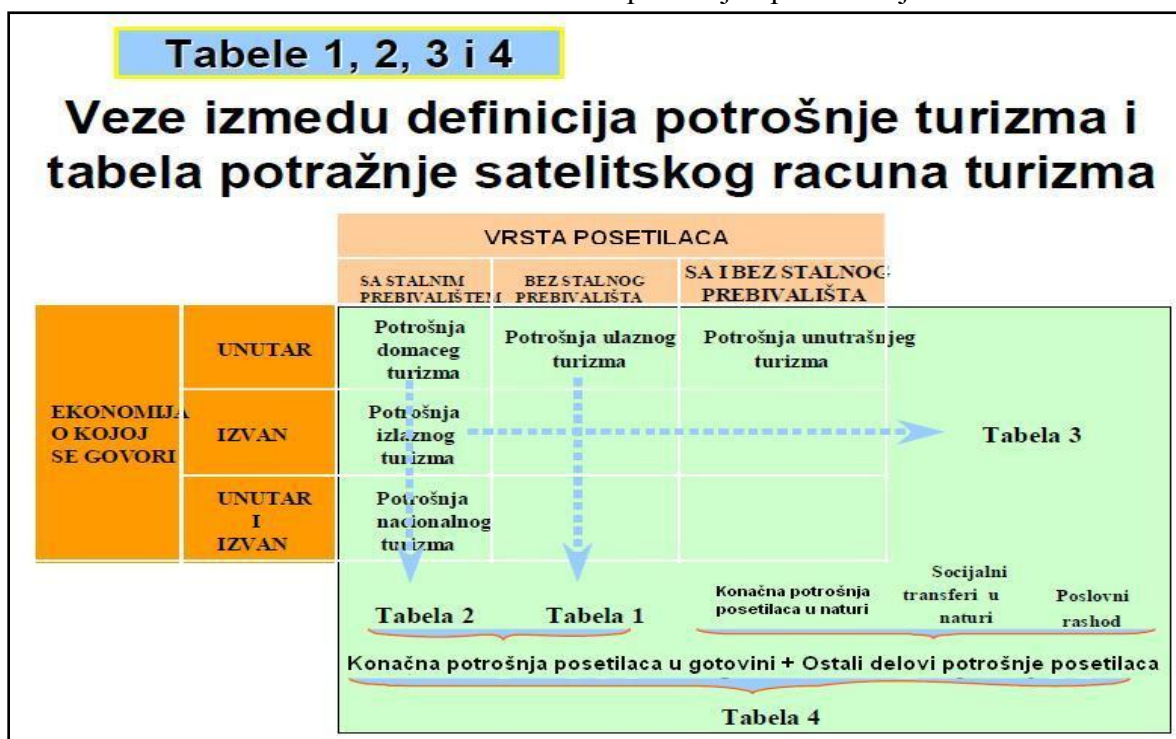 Tabele 1, 2, 3 i 4
Veze izmedu definicija potrošnje turizma i
tabela potražnje satelitskog racuna turizma
VRSTA POSETILACA
SA STALNIM
PREBIVALIŠTEM
BEZ STALNOG
PREBIVALIŠTA
SA I BEZ STALNOG
PREBIVALIŠTA
EKONOMIJA
O KOJOJ
SE GOVORI
UNUTAR
Potrošnja
domaceg
turizma
Potrošnja ulaznog
turizma
Potrošnja unutrašnjeg
turizma
IZVAN
Potrošnja
izlaznog
turizma
Tabela 3
UNUTAR
I
IZVAN
Potrošnja
nacionalnog
turizma
Tabela 2
Tabela 1
Konačna potrošnja
posetilaca u naturi
Socijalni
transferi u
naturi
Poslovni
rashod
Konačna potrošnja posetilaca u gotovini + Ostali delovi potrošnje posetilaca
Tabela 4